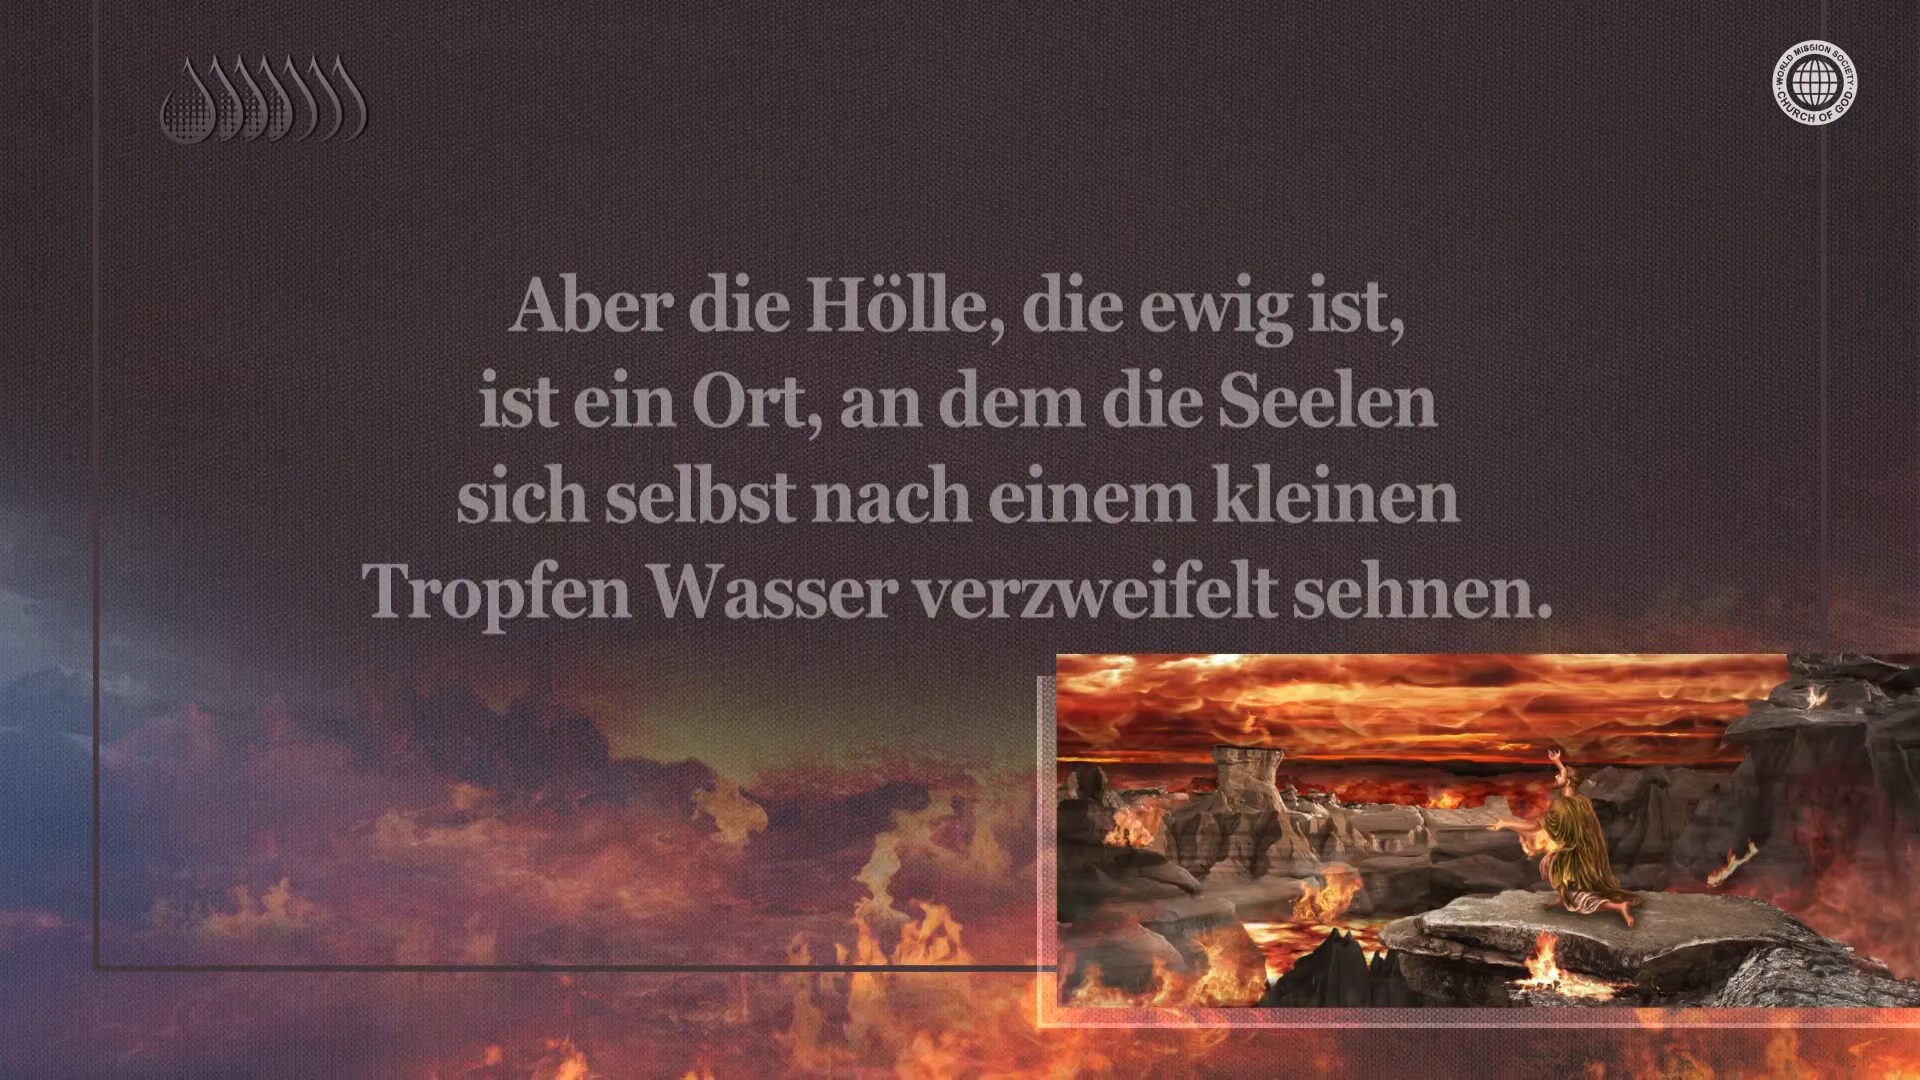 WORLD MISSION SOCIETY
CHURCH OF GOD
Aber die Hölle, die ewig ist,
ist ein Ort, an dem die Seelen
sich selbst nach einem kleinen
Tropfen Wasser verzweifelt sehnen.